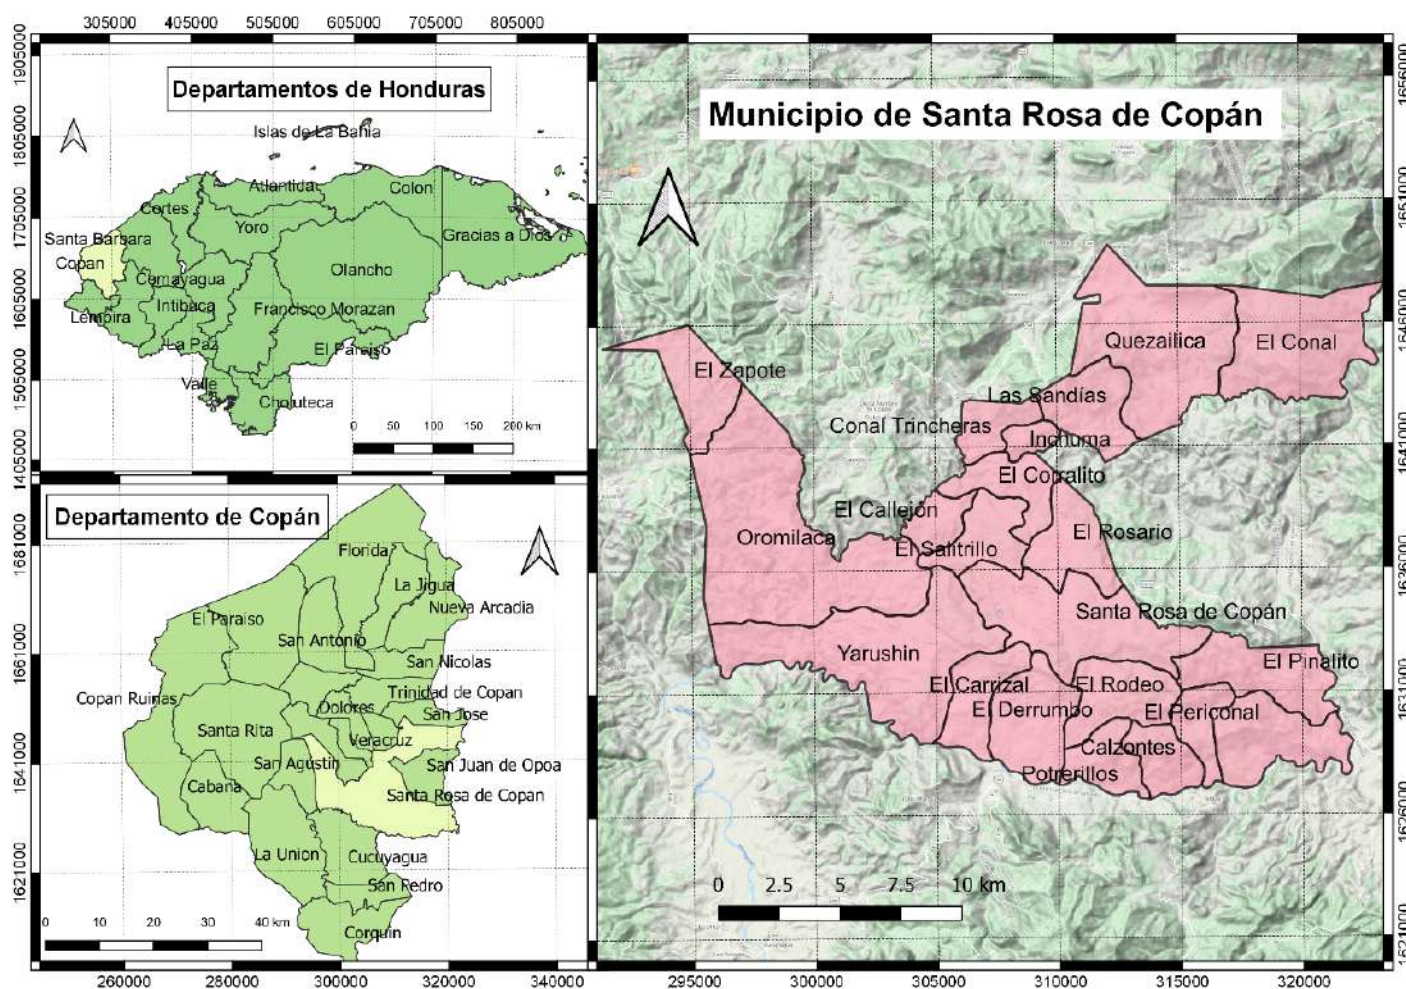 305000 405000 505000 605000 705000 805000
1905000
1805000
1705000
1605000
1505000
1405000
Departamentos de Honduras
Islas de La Bahia
Atlantida
Colon
Cortes
Yoro
Gracias a Dios
Santa Barbara
Copan
Olancho
Comayagua
Intibuca
Francisco Morazan
Lempira
La Paz
El Paraiso
Valle
Choluteca
0 50 100 150 200 km
Departamento de Copán
1681000
1661000
1641000
1621000
Florida
La Jigua
Nueva Arcadia
El Paraiso
San Antonio
San Nicolas
Copan Ruinas
Trinidad de Copan
Dolores
San Jose
Santa Rita
Veracruz
San Agustin
San Juan de Opoa
Cabana
Santa Rosa de Copan
La Union
Cucuyagua
San Pedro
Corquin
0 10 20 30 40 km
260000 280000 300000 320000 340000
Municipio de Santa Rosa de Copán
1656000
1651000
1646000
1641000
1636000
1631000
1626000
1621000
Quezailica
El Conal
El Zapote
Las Sandías
Conal Trincheras
Inchuma
El Corralito
El Callejón
El Rosario
Oromilaca
El Salitrillo
Santa Rosa de Copán
Yarushin
El Pinalito
El Carrizal
El Rodeo
El Derrumbo
El Periconal
Calzontes
Potrerillos
0 2.5 5 7.5 10 km
295000 300000 305000 310000 315000 320000